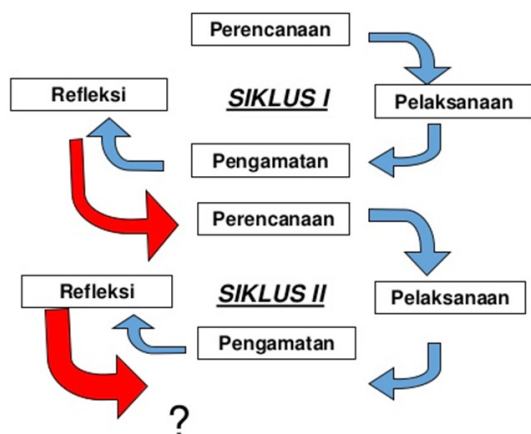 Perencanaan
Refleksi
SIKLUS I
Pelaksanaan
Pengamatan
Perencanaan
Refleksi
SIKLUS II
Pelaksanaan
Pengamatan
?